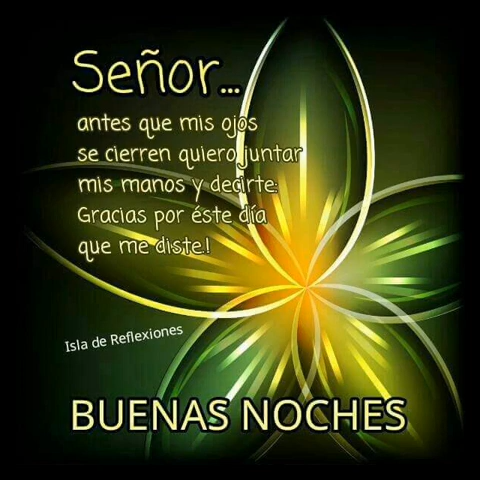 Señor...
antes que mis ojos
se cierren quiero juntar
mis manos y decirte:
Gracias por éste día
que me diste.!
Isla de Reflexiones
BUENAS NOCHES